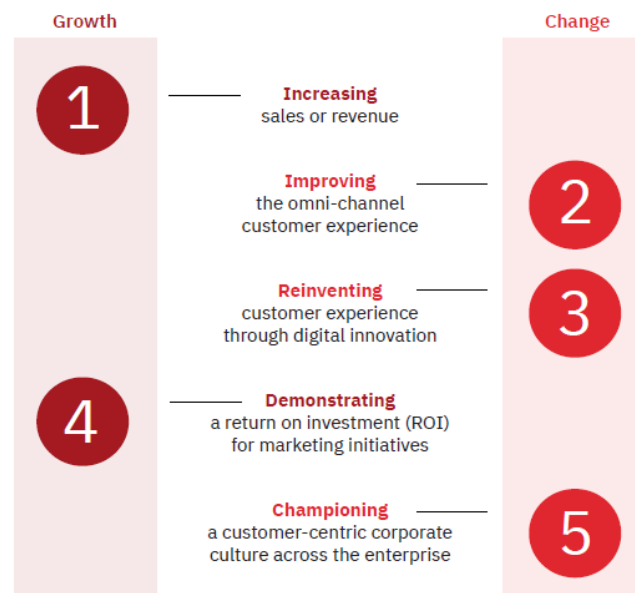 Growth
Change
1
Increasing
sales or revenue
Improving
the omni-channel
customer experience
2
Reinventing
customer experience
through digital innovation
3
4
Demonstrating
a return on investment (ROI)
for marketing initiatives
Championing
a customer-centric corporate
culture across the enterprise
5